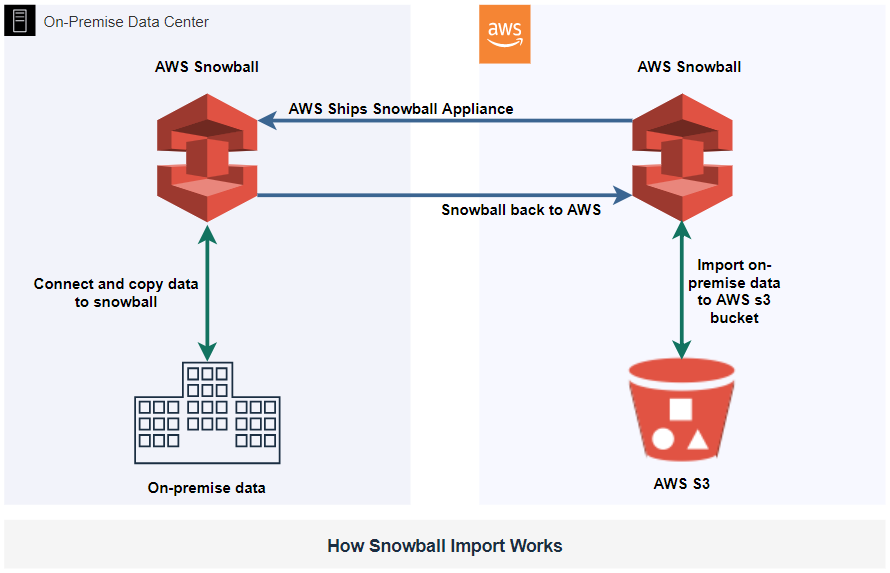 On-Premise Data Center
aws
AWS Snowball
AWS Snowball
AWS Ships Snowball Appliance
Snowball back to AWS
Connect and copy data
to snowball
Import on-
premise data
to AWS s3
bucket
On-premise data
AWS S3
How Snowball Import Works